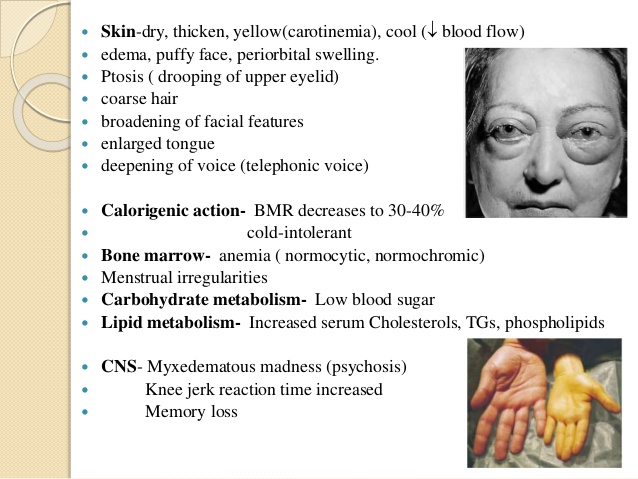 Skin-dry, thicken, yellow(carotinemia), cool (↓ blood flow)
edema, puffy face, periorbital swelling.
Ptosis ( drooping of upper eyelid)
coarse hair
broadening of facial features
enlarged tongue
deepening of voice (telephonic voice)
Calorigenic action- BMR decreases to 30-40%
cold-intolerant
Bone marrow- anemia ( normocytic, normochromic)
Menstrual irregularities
Carbohydrate metabolism- Low blood sugar
Lipid metabolism- Increased serum Cholesterols, TGs, phospholipids
CNS- Myxedematous madness (psychosis)
Knee jerk reaction time increased
Memory loss